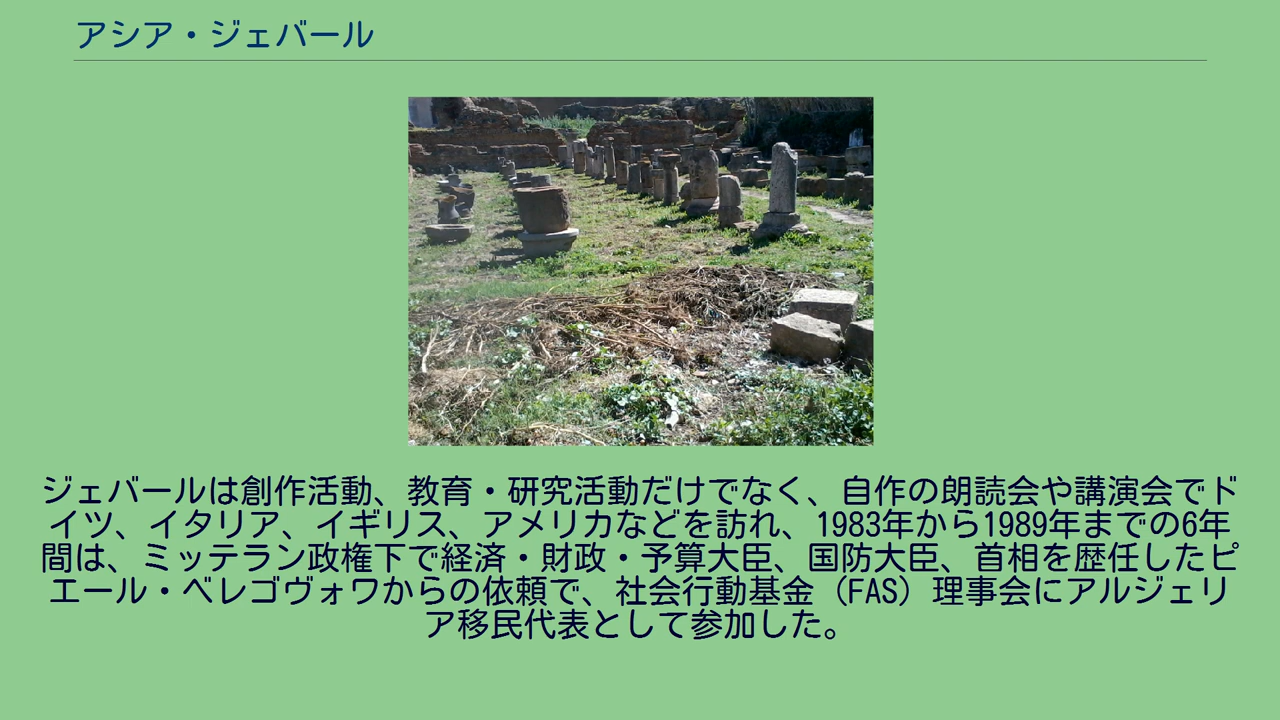 アシア・ジェバール
ジェバールは創作活動、教育・研究活動だけでなく、自作の朗読会や講演会でド
イツ、イタリア、イギリス、アメリカなどを訪れ、1983年から1989年までの6年
間は、ミッテラン政権下で経済・財政・予算大臣、国防大臣、首相を歴任したピ
エール・ベレゴヴォワからの依頼で、社会行動基金（FAS）理事会にアルジェリ
ア移民代表として参加した。